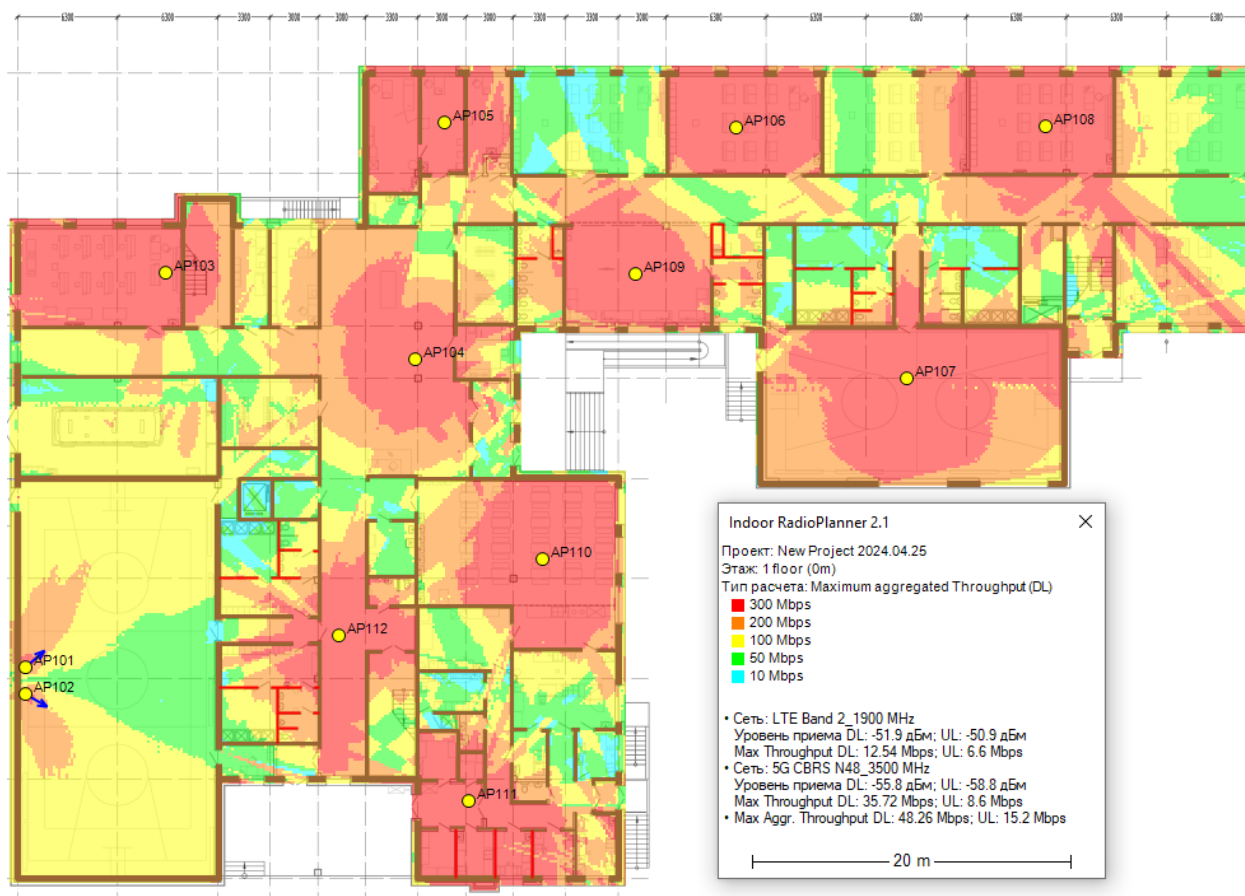 AP105
AP106
AP108
AP103
AP109
AP104
AP107
AP110
AP112
AP101
AP102
AP111
Indoor RadioPlanner 2.1
Проект: New Project 2024.04.25
Этаж: 1 floor (0m)
Тип расчета: Maximum aggregated Throughput (DL)
300 Mbps
200 Mbps
100 Mbps
50 Mbps
10 Mbps
• Сеть: LTE Band 2_1900 MHz
Уровень приема DL: -51.9 дБм; UL: -50.9 дБм
Max Throughput DL: 12.54 Mbps; UL: 6.6 Mbps
• Сеть: 5G CBRS N48_3500 MHz
Уровень приема DL: -55.8 дБм; UL: -58.8 дБм
Max Throughput DL: 35.72 Mbps; UL: 8.6 Mbps
• Max Aggr. Throughput DL: 48.26 Mbps; UL: 15.2 Mbps
20 m